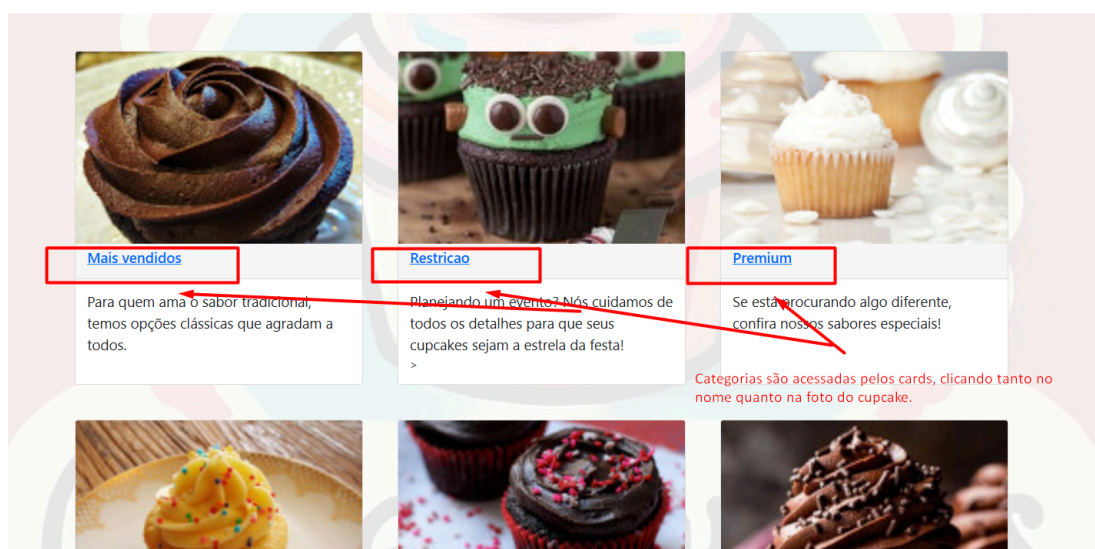 Mais vendidos
Para quem ama o sabor tradicional,
temos opções clássicas que agradam a
todos.
Restricao
Planejando um evento? Nós cuidamos de
todos os detalhes para que seus
cupcakes sejam a estrela da festa!
>
Premium
Se está procurando algo diferente,
confira nossos sabores especiais!
Categorias são acessadas pelos cards, clicando tanto no
nome quanto na foto do cupcake.